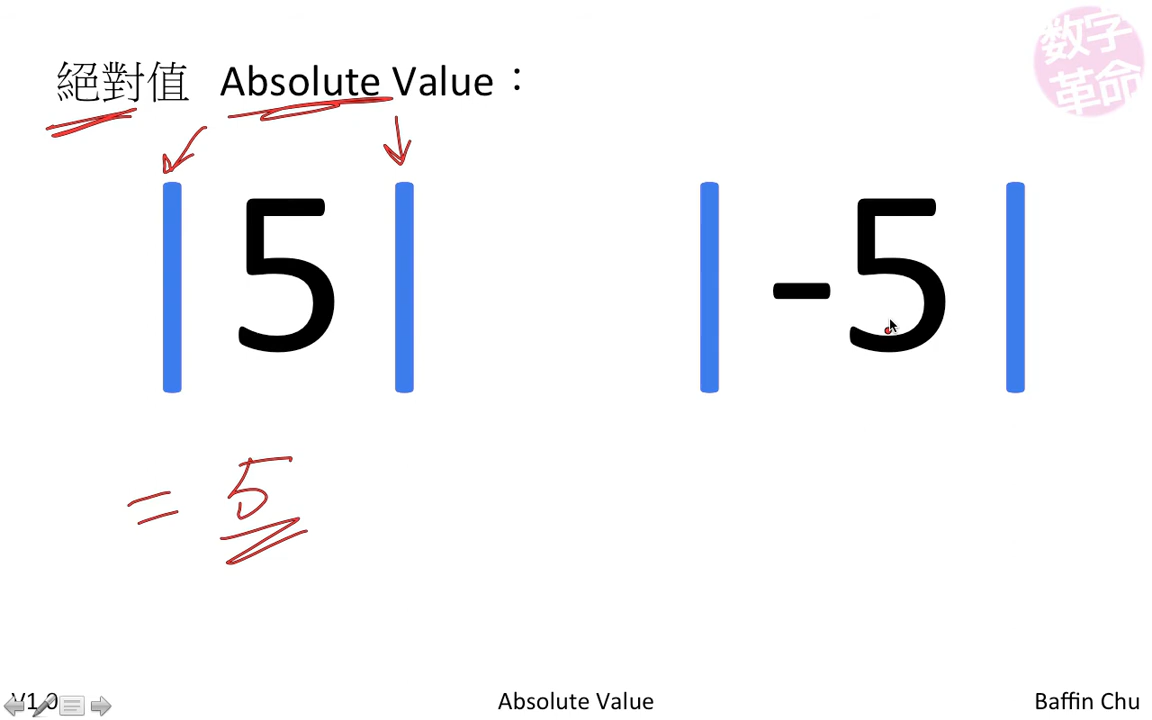 数字
革命
絕對值 Absolute Value：
|5| |-5|
= 5
V1.0 Absolute Value Baffin Chu